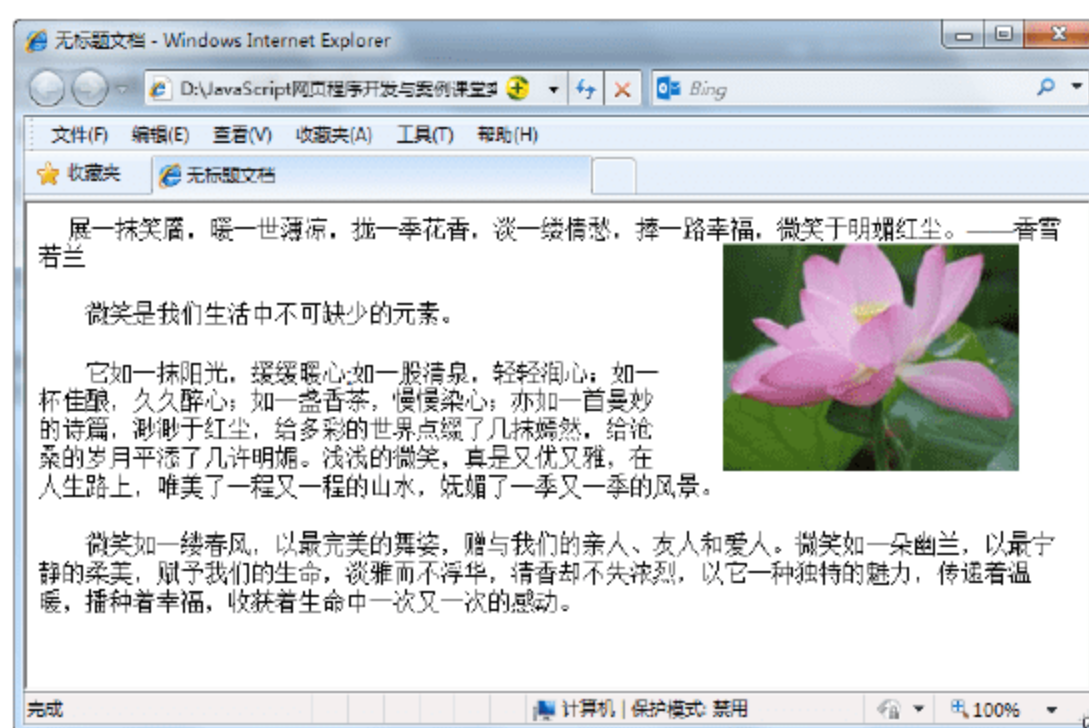 无标题文档 - Windows Internet Explorer
D:\JavaScript网页程序开发与案例课堂
Bing
文件(F) 编辑(E) 查看(V) 收藏夹(A) 工具(T) 帮助(H)
收藏夹 无标题文档
展一抹笑靥，暖一世薄凉，拢一季花香，淡一缕情愁，捧一路幸福，微笑于明媚红尘。——香雪
若兰
微笑是我们生活中不可缺少的元素。
它如一抹阳光，缓缓暖心;如一股清泉，轻轻润心；如一
杯佳酿，久久醉心；如一盏香茶，慢慢染心；亦如一首曼妙
的诗篇，渺渺于红尘，给多彩的世界点缀了几抹嫣然，给沧
桑的岁月平添了几许明媚。浅浅的微笑，真是又优又雅，在
人生路上，唯美了一程又一程的山水，妩媚了一季又一季的风景。
微笑如一缕春风，以最完美的舞姿，赠与我们的亲人、友人和爱人。微笑如一朵幽兰，以最宁
静的柔美，赋予我们的生命，淡雅而不浮华，清香却不失浓烈，以它一种独特的魅力，传递着温
暖，播种着幸福，收获着生命中一次又一次的感动。
完成 计算机 | 保护模式: 禁用 100%